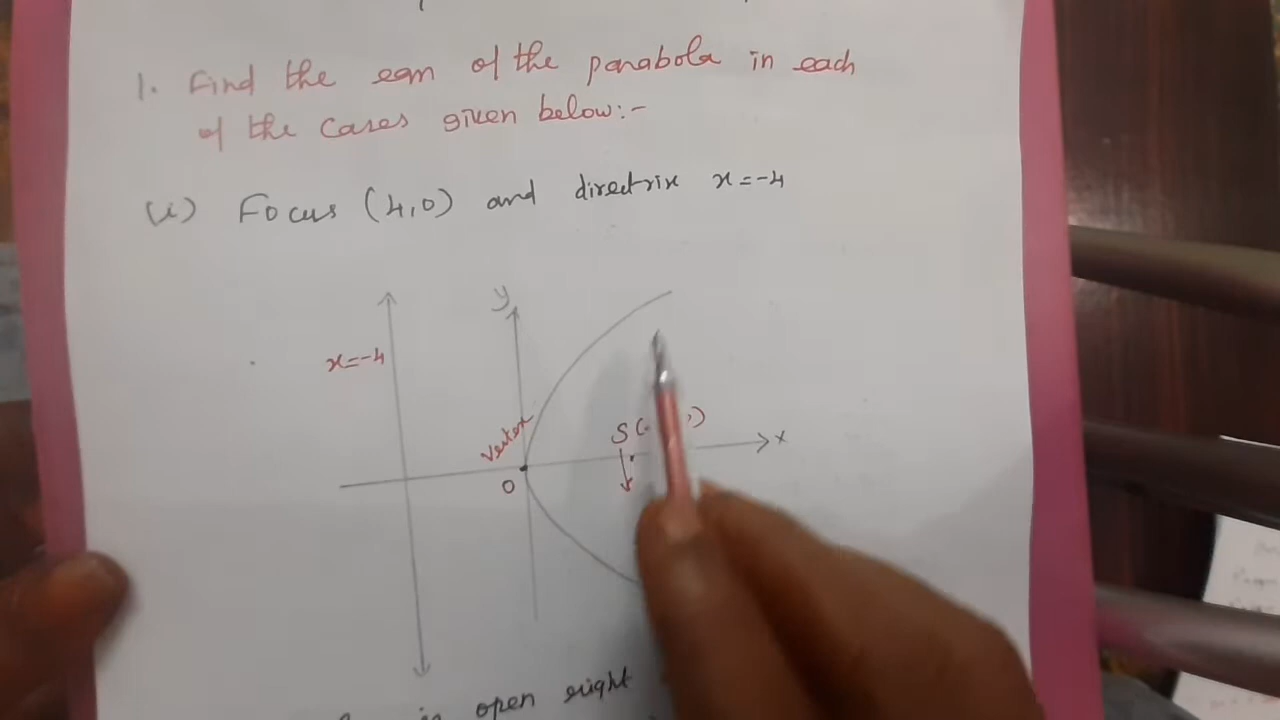 1. Find the eqn of the parabola in each
of the cases given below:-
(i) Focus (4,0) and directrix x=-4
y
x=-4
Vertex
S(
)
x
O
open right